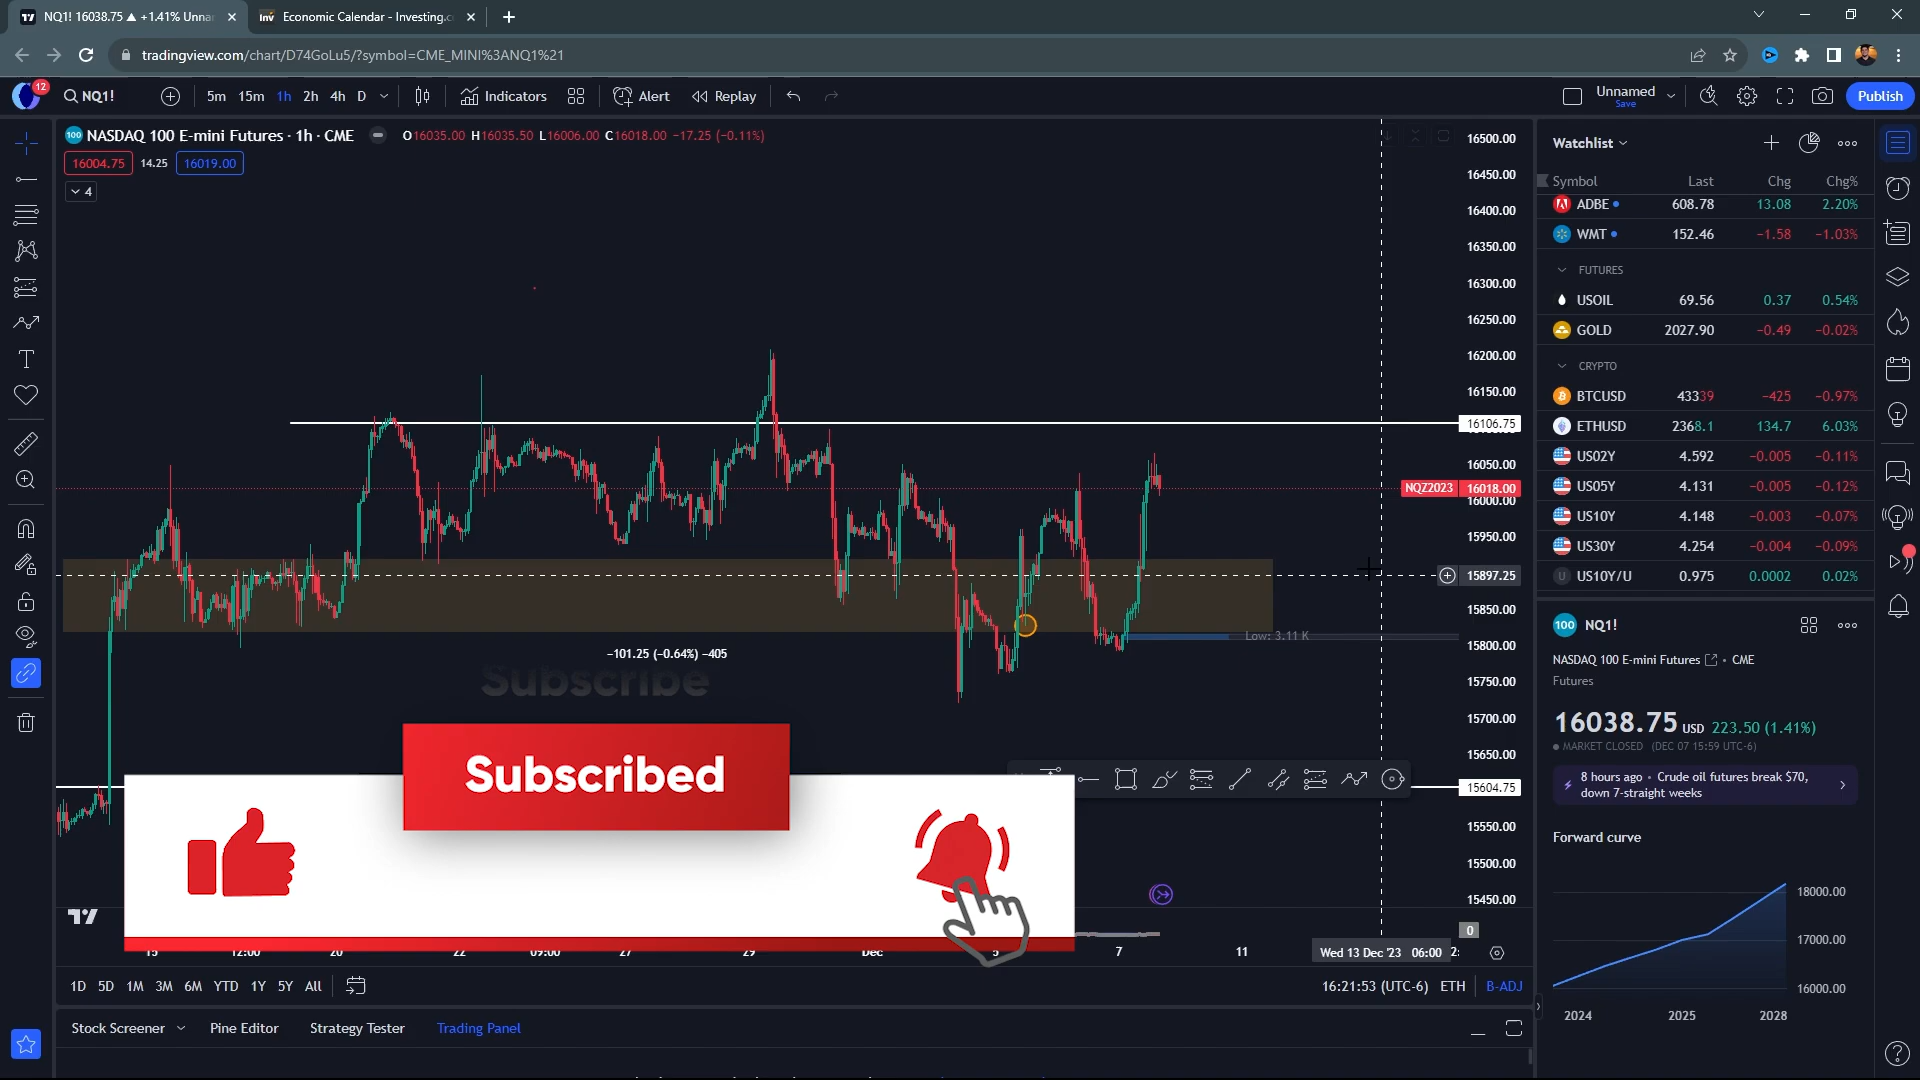 NQ1! 16038.75 ▲ +1.41% Unna
Economic Calendar - Investing.c
tradingview.com/chart/D74GoLu5/?symbol=CME_MINI%3ANQ1%21
12
NQ1!
5m 15m 1h 2h 4h D
Indicators
Alert
Replay
Unnamed
Save
Publish
NASDAQ 100 E-mini Futures · 1h · CME
O16035.00 H16035.50 L16006.00 C16018.00 −17.25 (−0.11%)
16004.75 14.25 16019.00
4
16500.00
16450.00
16400.00
16350.00
16300.00
16250.00
16200.00
16150.00
16106.75
16050.00
NQZ2023 16018.00
16000.00
15950.00
15897.25
15850.00
15800.00
15750.00
15700.00
15650.00
15604.75
15550.00
15500.00
15450.00
0
Low: 3.11 K
−101.25 (−0.64%) −405
Subscribe
Subscribed
15 12:00 20 22 09:00 27 29 Dec 5 7 11
Wed 13 Dec '23 06:00
1D 5D 1M 3M 6M YTD 1Y 5Y All
16:21:53 (UTC-6) ETH B-ADJ
Stock Screener
Pine Editor
Strategy Tester
Trading Panel
Watchlist
Symbol Last Chg Chg%
ADBE 608.78 13.08 2.20%
WMT 152.46 −1.58 −1.03%
FUTURES
USOIL 69.56 0.37 0.54%
GOLD 2027.90 −0.49 −0.02%
CRYPTO
BTCUSD 43339 −425 −0.97%
ETHUSD 2368.1 134.7 6.03%
US02Y 4.592 −0.005 −0.11%
US05Y 4.131 −0.005 −0.12%
US10Y 4.148 −0.003 −0.07%
US30Y 4.254 −0.004 −0.09%
US10Y/U 0.975 0.0002 0.02%
100 NQ1!
NASDAQ 100 E-mini Futures · CME
Futures
16038.75 USD 223.50 (1.41%)
MARKET CLOSED (DEC 07 15:59 UTC-6)
8 hours ago • Crude oil futures break $70,
down 7-straight weeks
Forward curve
18000.00
17000.00
16000.00
2024 2025 2028